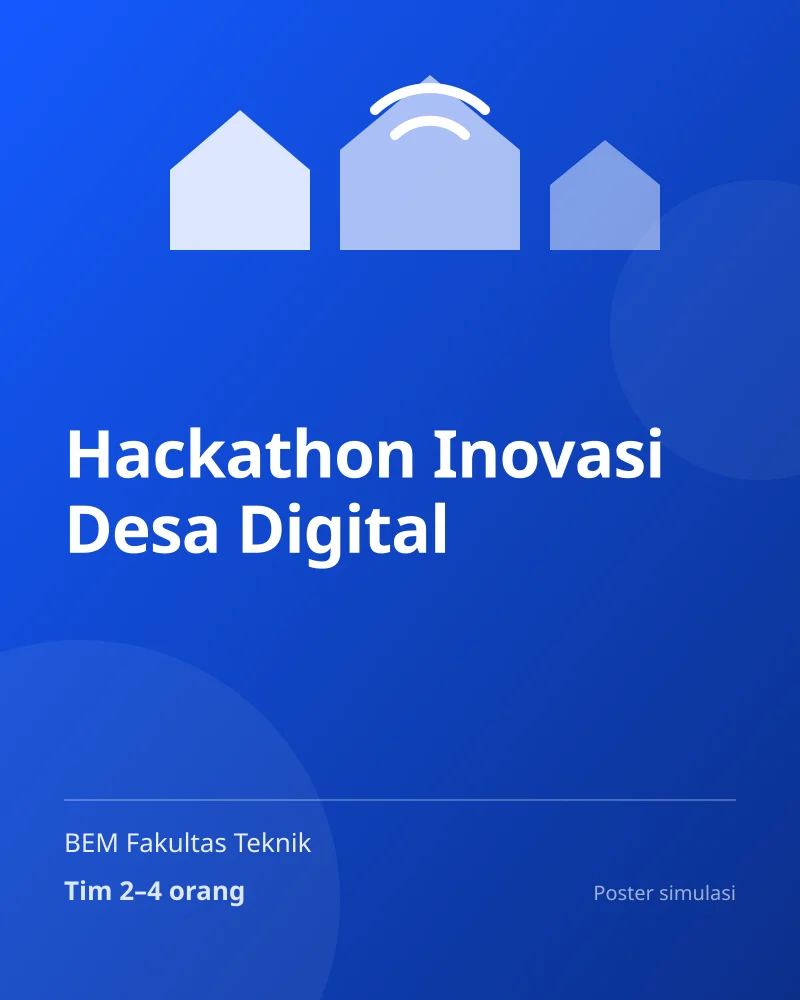 Hackathon Inovasi
Desa Digital
BEM Fakultas Teknik
Tim 2–4 orang
Poster simulasi